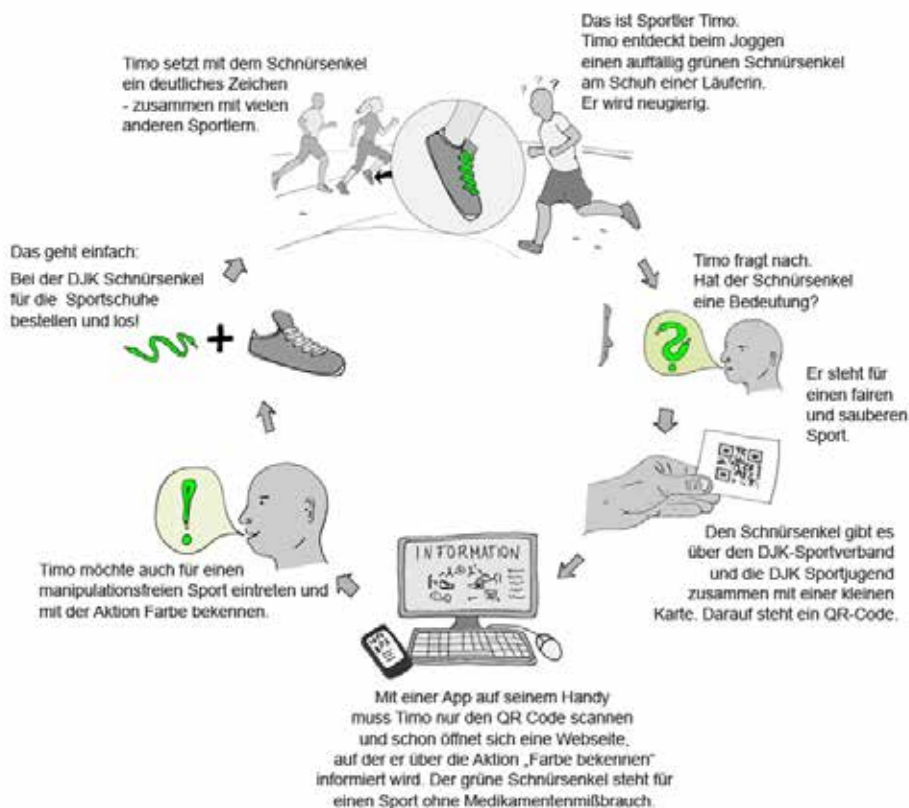 Das ist Sportler Timo.
Timo entdeckt beim Joggen
einen auffällig grünen Schnürsenkel
am Schuh einer Läuferin.
Er wird neugierig.
Timo fragt nach.
Hat der Schnürsenkel
eine Bedeutung?
Er steht für
einen fairen
und sauberen
Sport.
Den Schnürsenkel gibt es
über den DJK-Sportverband
und die DJK Sportjugend
zusammen mit einer kleinen
Karte. Darauf steht ein QR-Code.
INFORMATION
Mit einer App auf seinem Handy
muss Timo nur den QR Code scannen
und schon öffnet sich eine Webseite,
auf der er über die Aktion „Farbe bekennen"
informiert wird. Der grüne Schnürsenkel steht für
einen Sport ohne Medikamentenmißbrauch.
Timo möchte auch für einen
manipulationsfreien Sport eintreten und
mit der Aktion Farbe bekennen.
Das geht einfach:
Bei der DJK Schnürsenkel
für die Sportschuhe
bestellen und los!
Timo setzt mit dem Schnürsenkel
ein deutliches Zeichen
- zusammen mit vielen
anderen Sportlern.